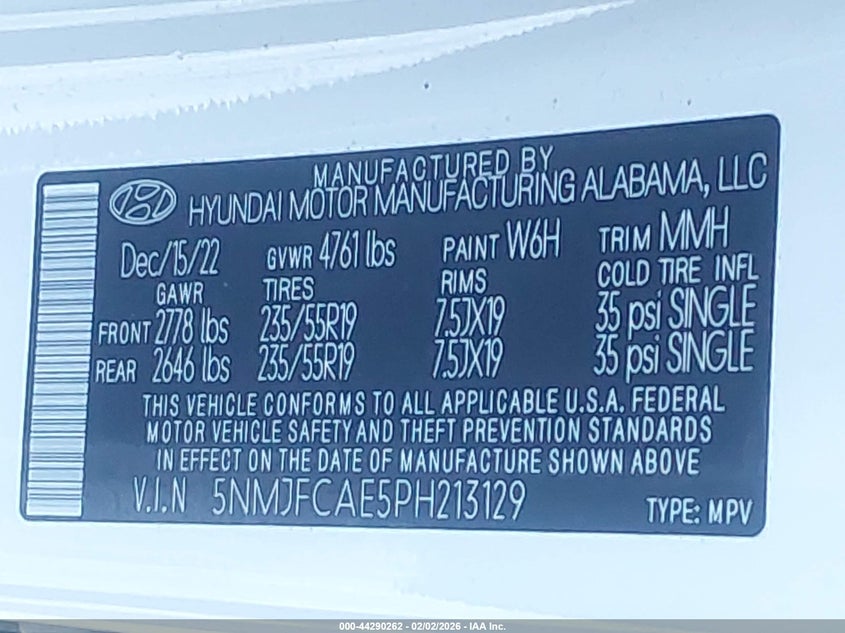 MANUFACTURED BY
HYUNDAI MOTOR MANUFACTURING ALABAMA, LLC
Dec/15/22 GVWR 4761 lbs PAINT W6H TRIM MMH
GAWR TIRES RIMS COLD TIRE INFL
FRONT 2778 lbs 235/55R19 7.5JX19 35 psi SINGLE
REAR 2646 lbs 235/55R19 7.5JX19 35 psi SINGLE
THIS VEHICLE CONFORMS TO ALL APPLICABLE U.S.A. FEDERAL
MOTOR VEHICLE SAFETY AND THEFT PREVENTION STANDARDS
IN EFFECT ON THE DATE OF MANUFACTURE SHOWN ABOVE
V.I.N 5NMJFCAE5PH213129 TYPE: MPV
000-44290262 - 02/02/2026 - IAA Inc.